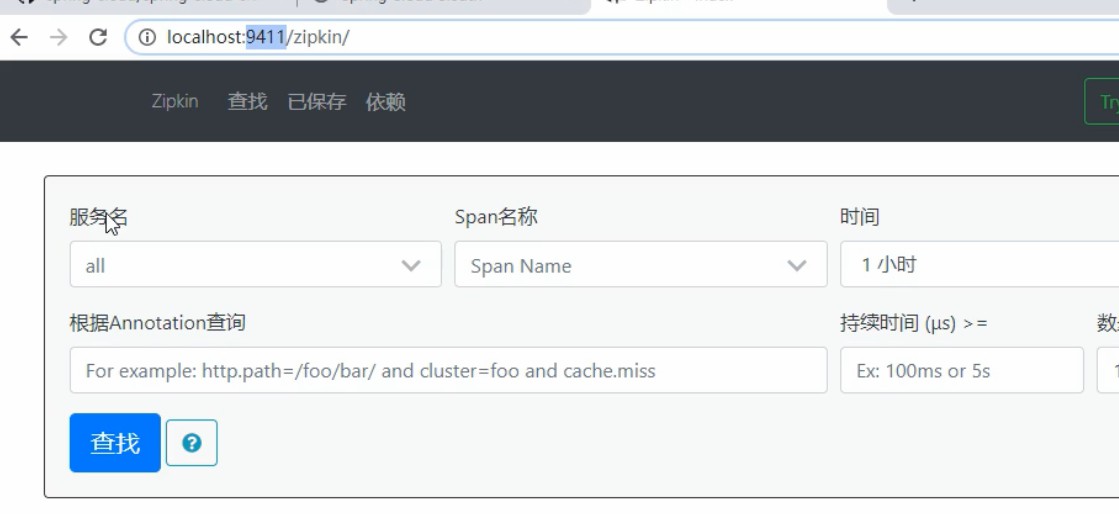 localhost:9411/zipkin/
Zipkin 查找 已保存 依赖
服务名 Span名称 时间
all Span Name 1 小时
根据Annotation查询 持续时间 (μs) >=
For example: http.path=/foo/bar/ and cluster=foo and cache.miss Ex: 100ms or 5s
查找